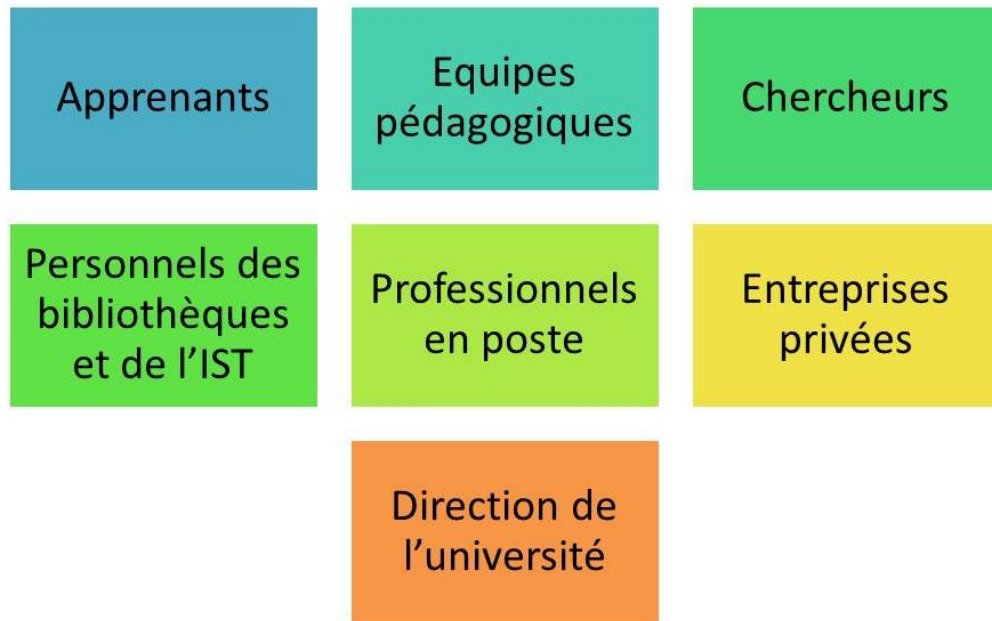 Apprenants
Equipes
pédagogiques
Chercheurs
Personnels des
bibliothèques
et de l’IST
Professionnels
en poste
Entreprises
privées
Direction de
l’université